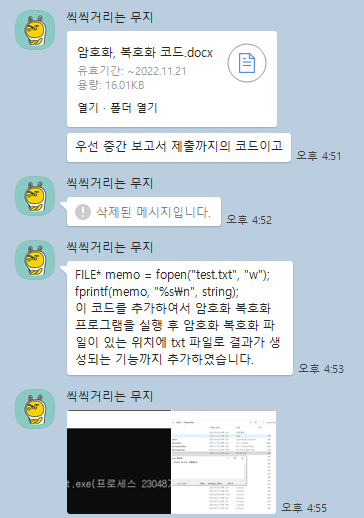 씩씩거리는 무지
암호화, 복호화 코드.docx
유효기간: ~2022.11.21
용량: 16.01KB
열기 · 폴더 열기
우선 중간 보고서 제출까지의 코드이고
오후 4:51
씩씩거리는 무지
삭제된 메시지입니다.
오후 4:52
씩씩거리는 무지
FILE* memo = fopen("test.txt", "w");
fprintf(memo, "%s₩n", string);
이 코드를 추가하여서 암호화 복호화
프로그램을 실행 후 암호화 복호화 파
일이 있는 위치에 txt 파일로 결과가 생
성되는 기능까지 추가하였습니다.
오후 4:53
씩씩거리는 무지
t.exe(프로세스 230487
오후 4:55